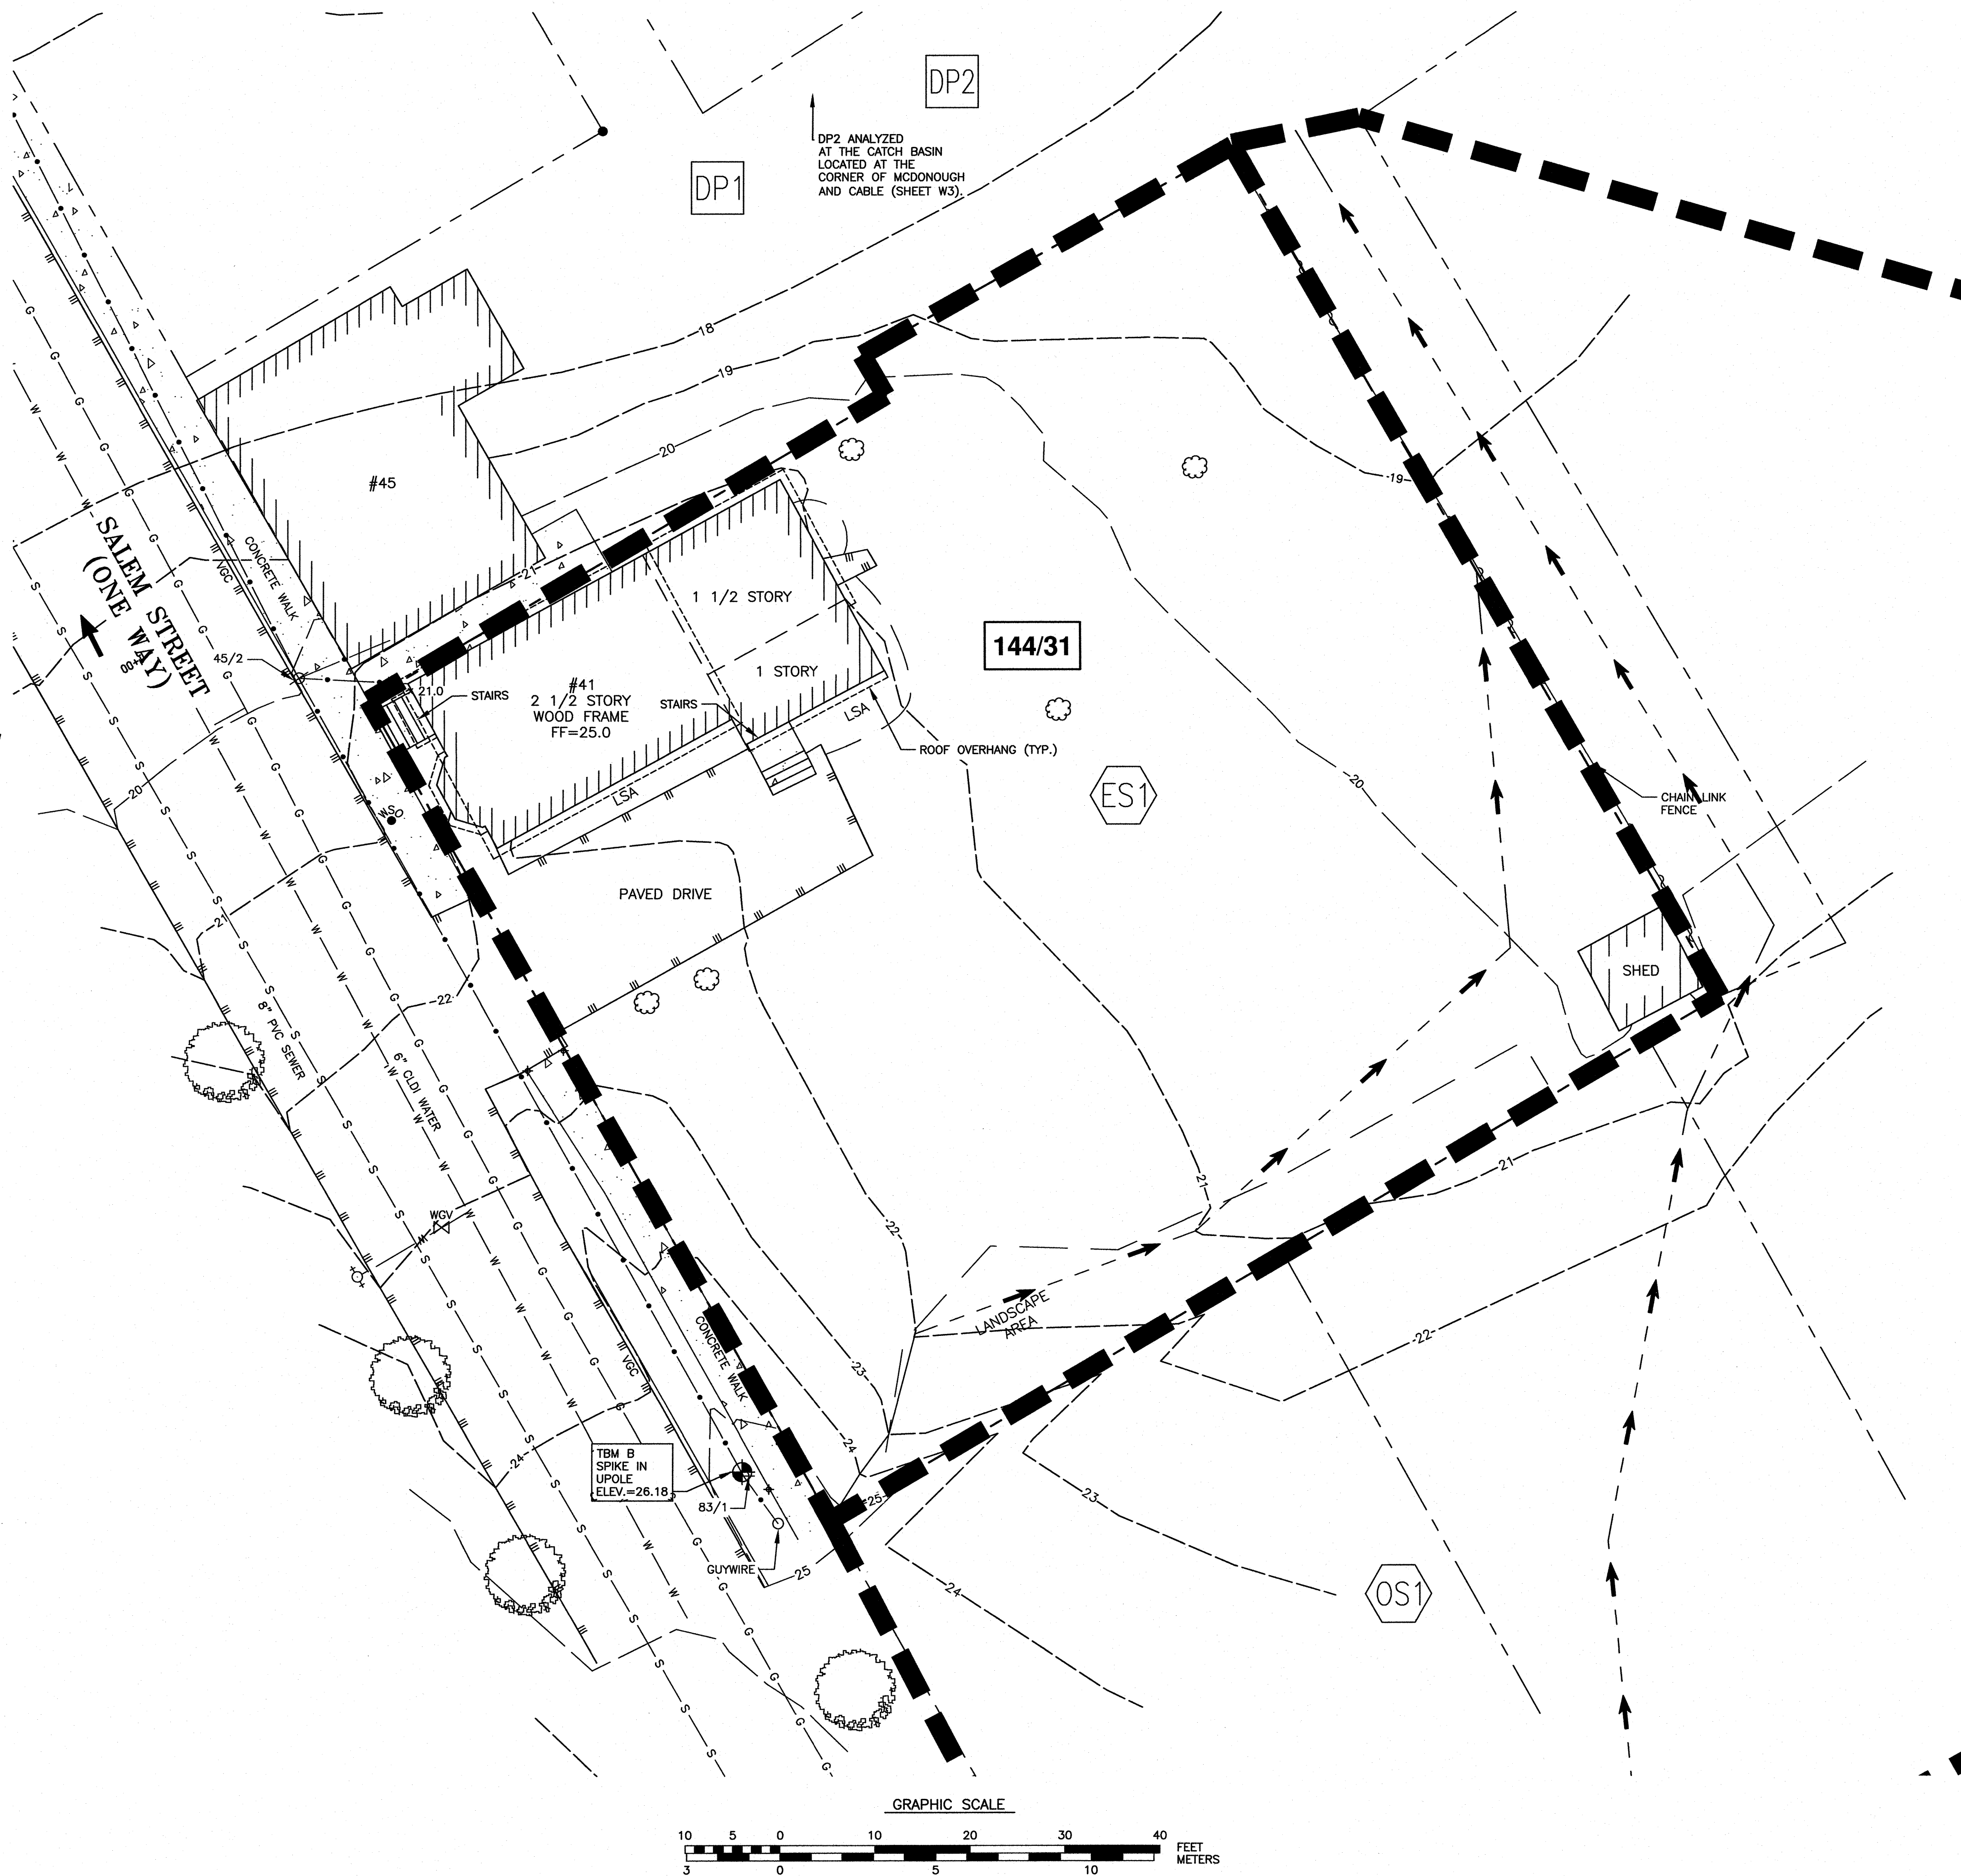 DP2
DP1
DP2 ANALYZED
AT THE CATCH BASIN
LOCATED AT THE
CORNER OF MCDONOUGH
AND CABLE (SHEET W3).
18
19
20
19
#45
21
SALEM STREET
(ONE WAY)
CONCRETE WALK
VGC
45/2
21.0
STAIRS
#41
2 1/2 STORY
WOOD FRAME
FF=25.0
1 1/2 STORY
1 STORY
STAIRS
LSA
ROOF OVERHANG (TYP.)
144/31
ES1
20
CHAIN LINK
FENCE
20
WSO
LSA
PAVED DRIVE
21
22
SHED
8" PVC SEWER
6" CLDI WATER
WGV
21
21
22
22
LANDSCAPE
AREA
CONCRETE WALK
VGC
23
24
24
TBM B
SPIKE IN
UPOLE
ELEV.=26.18
83/1
25
GUYWIRE
25
23
24
OS1
GRAPHIC SCALE
10 5 0 10 20 30 40
FEET
METERS
3 0 5 10